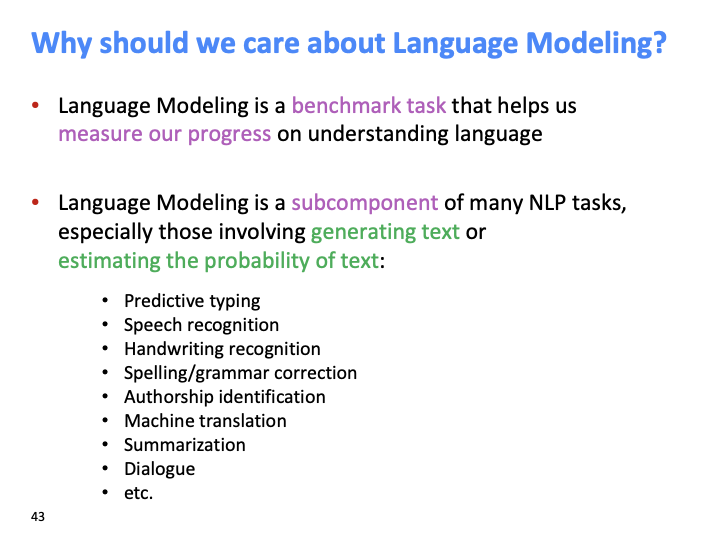 Why should we care about Language Modeling?
• Language Modeling is a benchmark task that helps us
measure our progress on understanding language
• Language Modeling is a subcomponent of many NLP tasks,
especially those involving generating text or
estimating the probability of text:
• Predictive typing
• Speech recognition
• Handwriting recognition
• Spelling/grammar correction
• Authorship identification
• Machine translation
• Summarization
• Dialogue
• etc.
43